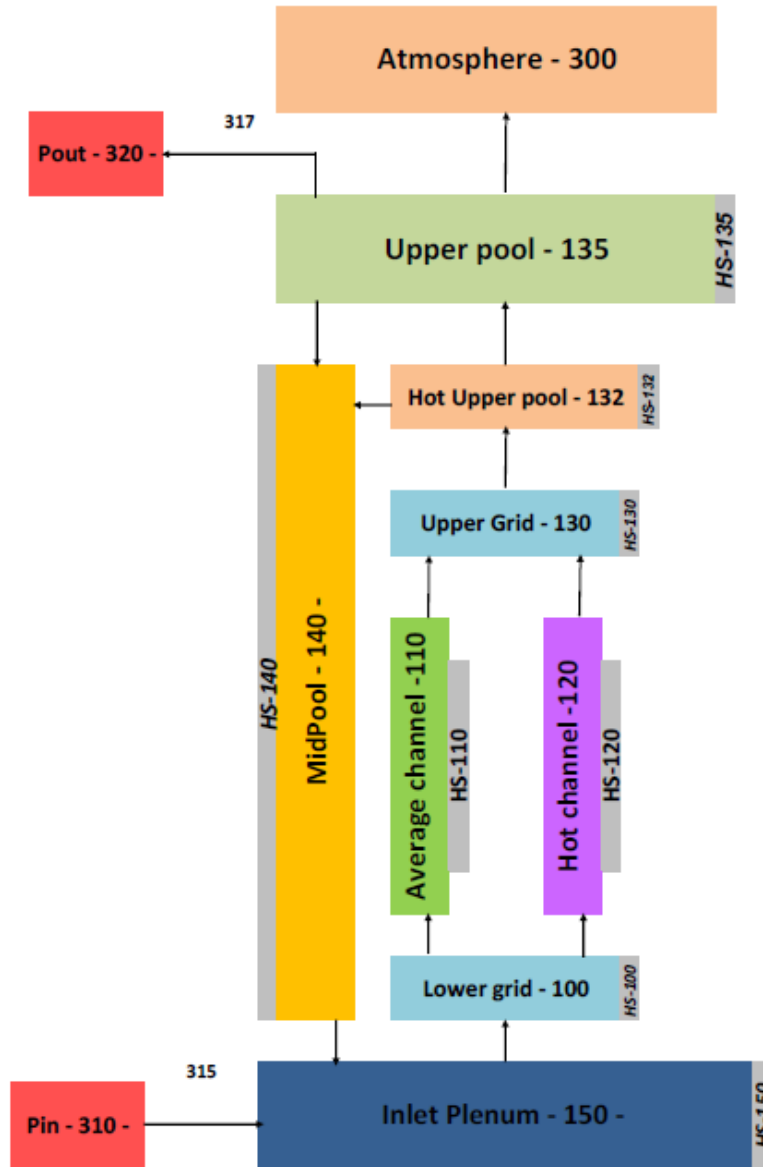 Atmosphere - 300
317
Pout - 320 -
Upper pool - 135
HS-135
Hot Upper pool - 132
HS-132
Upper Grid - 130
HS-130
HS-140
MidPool - 140 -
Average channel -110
HS-110
Hot channel -120
HS-120
Lower grid - 100
HS-100
315
Pin - 310 -
Inlet Plenum - 150 -
HS-150